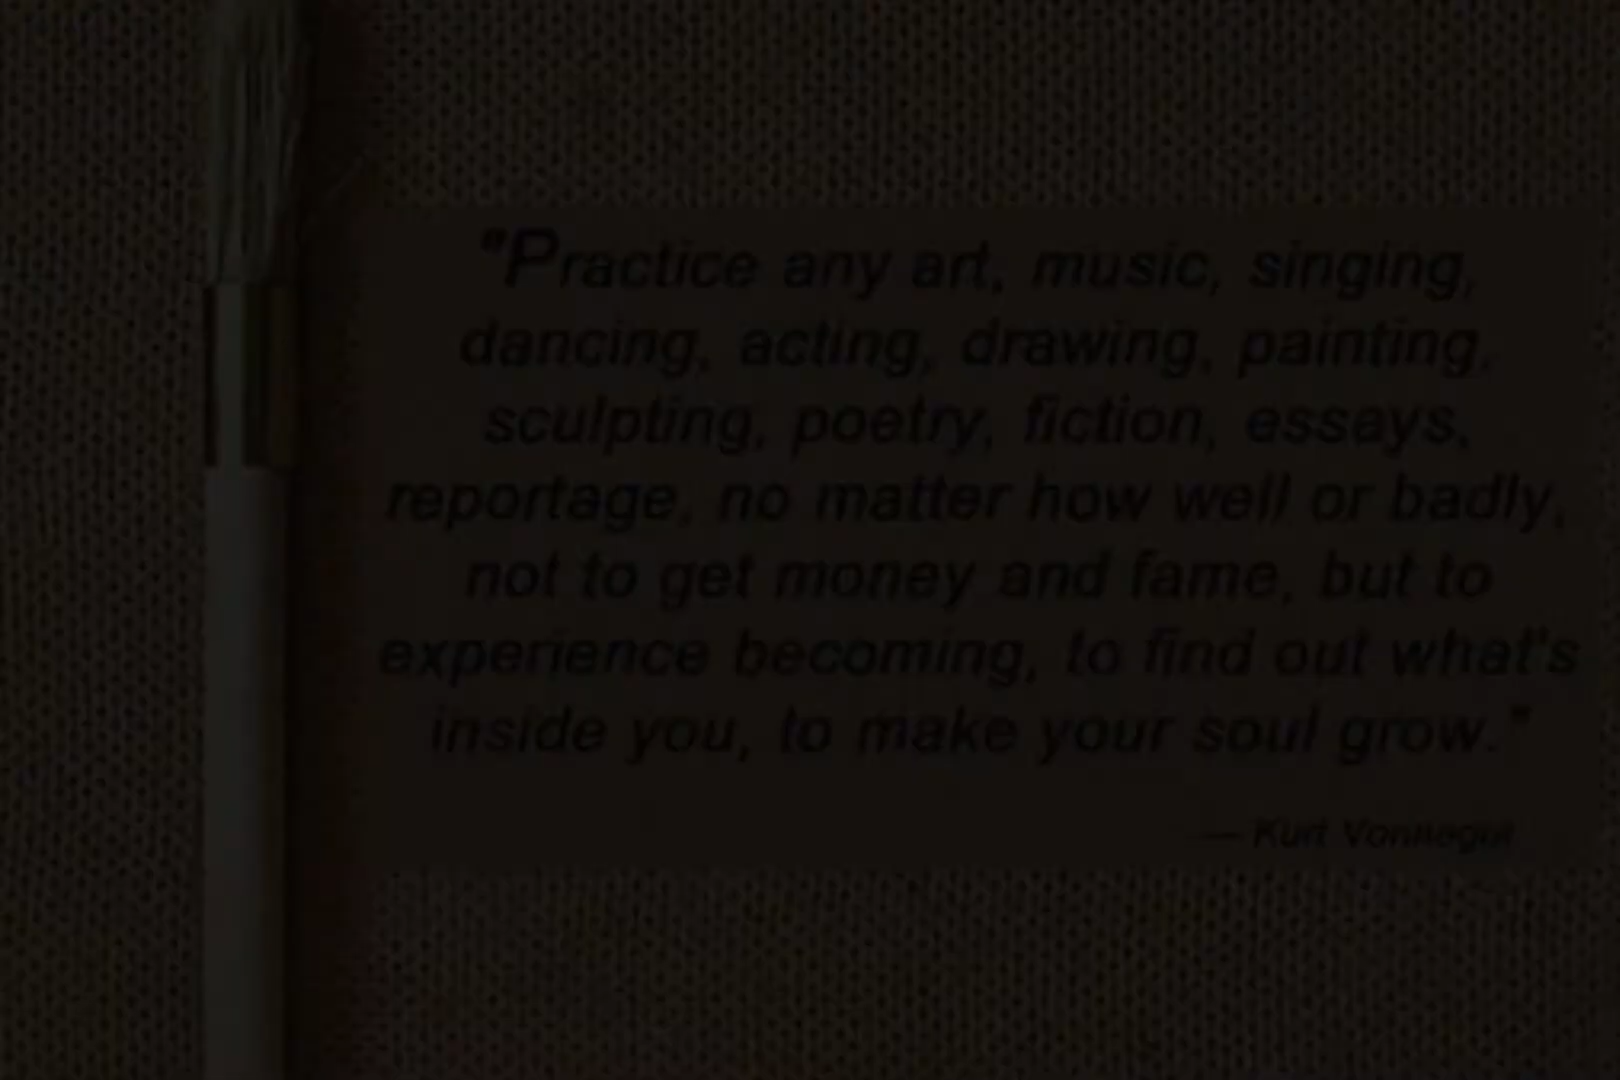 "Practice any art, music, singing,
dancing, acting, drawing, painting,
sculpting, poetry, fiction, essays,
reportage, no matter how well or badly,
not to get money and fame, but to
experience becoming, to find out what's
inside you, to make your soul grow."
— Kurt Vonnegut